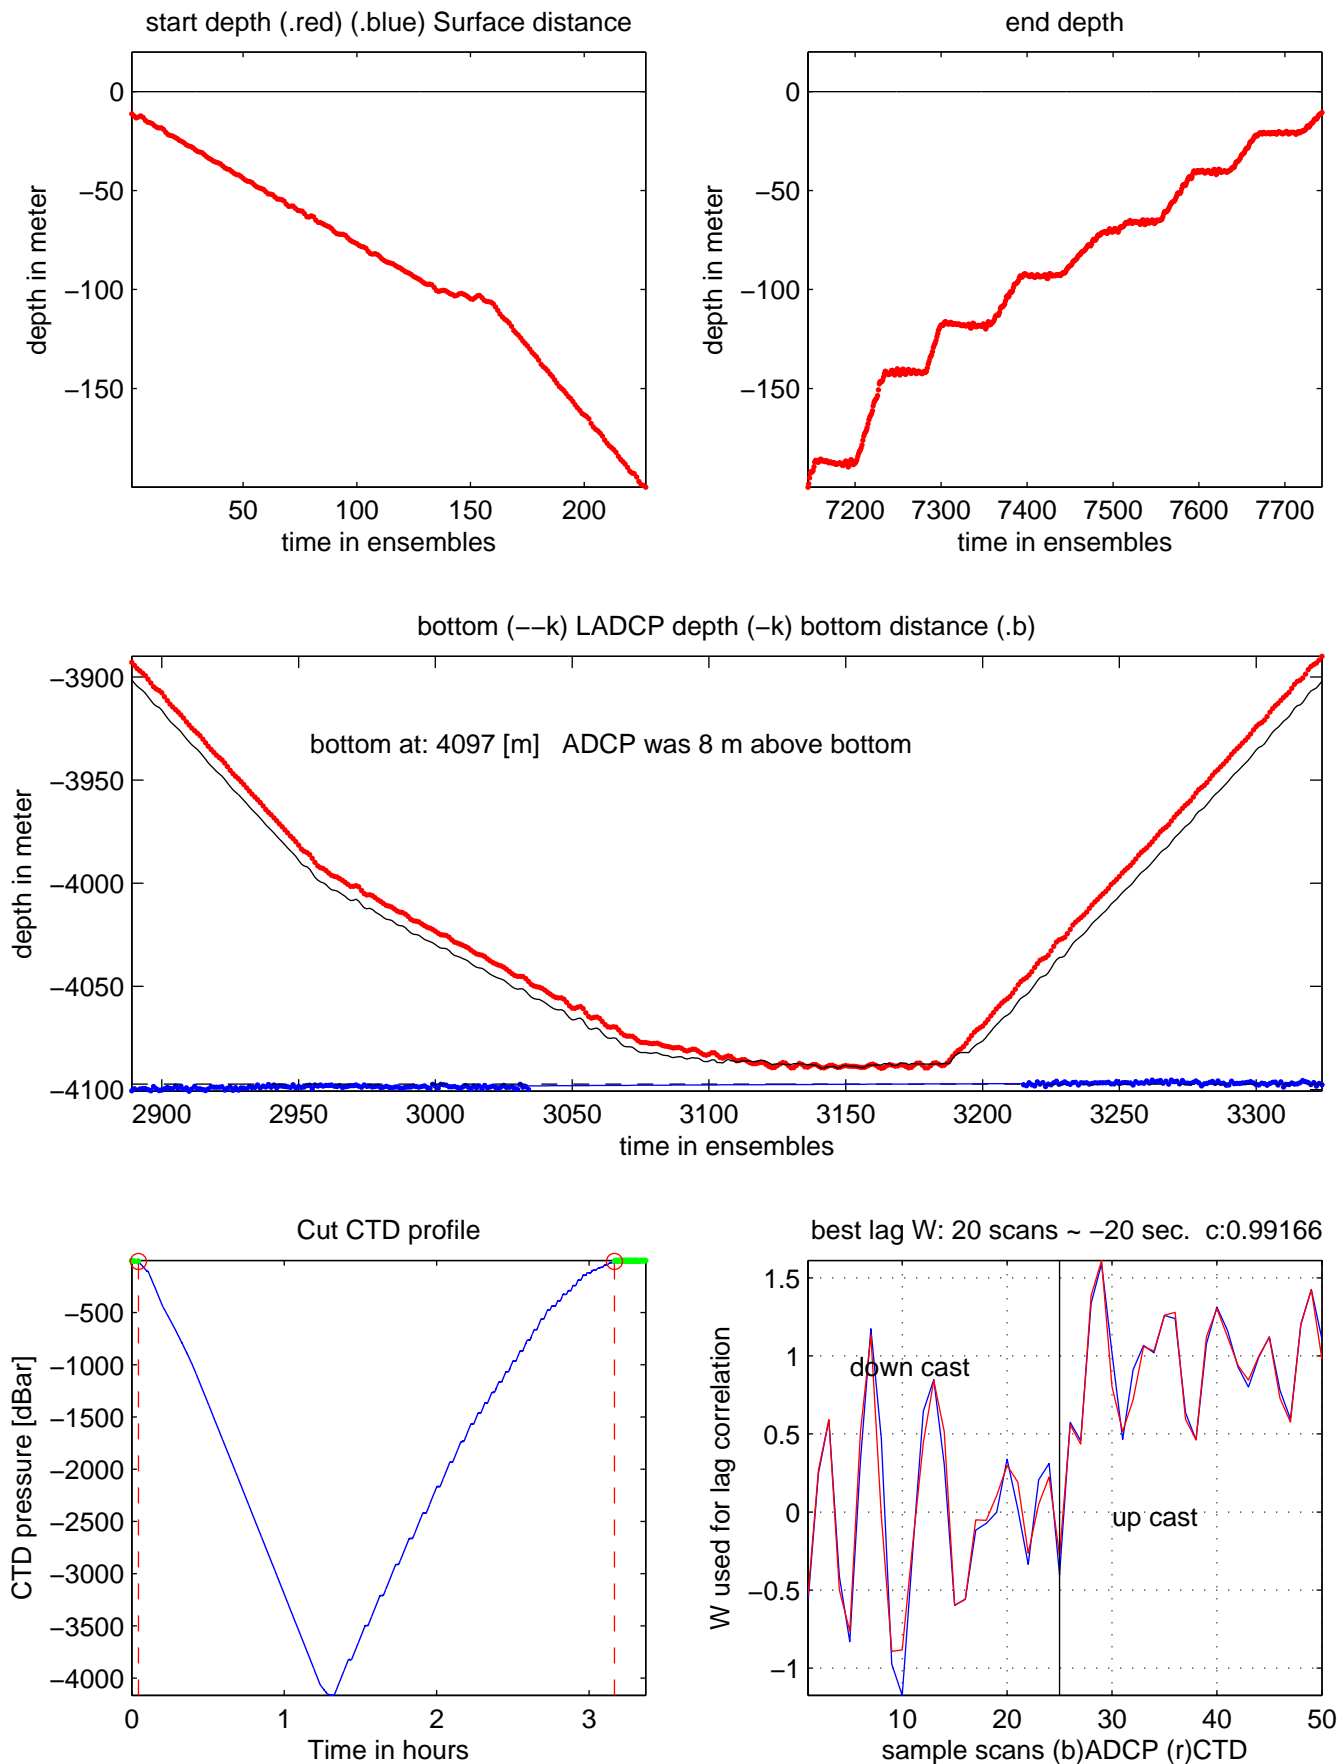 start depth (.red) (.blue) Surface distance
0
−50
−100
−150
depth in meter
50 100 150 200
time in ensembles
end depth
0
−50
−100
−150
depth in meter
7200 7300 7400 7500 7600 7700
time in ensembles
bottom (−−k) LADCP depth (−k) bottom distance (.b)
−3900
−3950
−4000
−4050
−4100
depth in meter
bottom at: 4097 [m] ADCP was 8 m above bottom
2900 2950 3000 3050 3100 3150 3200 3250 3300
time in ensembles
Cut CTD profile
−500
−1000
−1500
−2000
−2500
−3000
−3500
−4000
CTD pressure [dBar]
0 1 2 3
Time in hours
best lag W: 20 scans ~ −20 sec. c:0.99166
1.5
1
0.5
0
−0.5
−1
W used for lag correlation
down cast
up cast
10 20 30 40 50
sample scans (b)ADCP (r)CTD